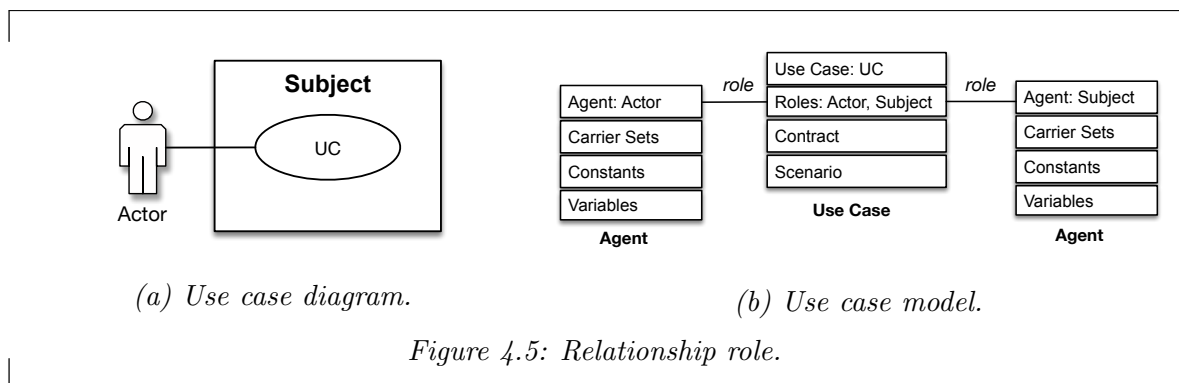 Subject
UC
Actor
(a) Use case diagram.
role
role
Agent: Actor
Carrier Sets
Constants
Variables
Agent
Use Case: UC
Roles: Actor, Subject
Contract
Scenario
Use Case
Agent: Subject
Carrier Sets
Constants
Variables
Agent
(b) Use case model.
Figure 4.5: Relationship role.